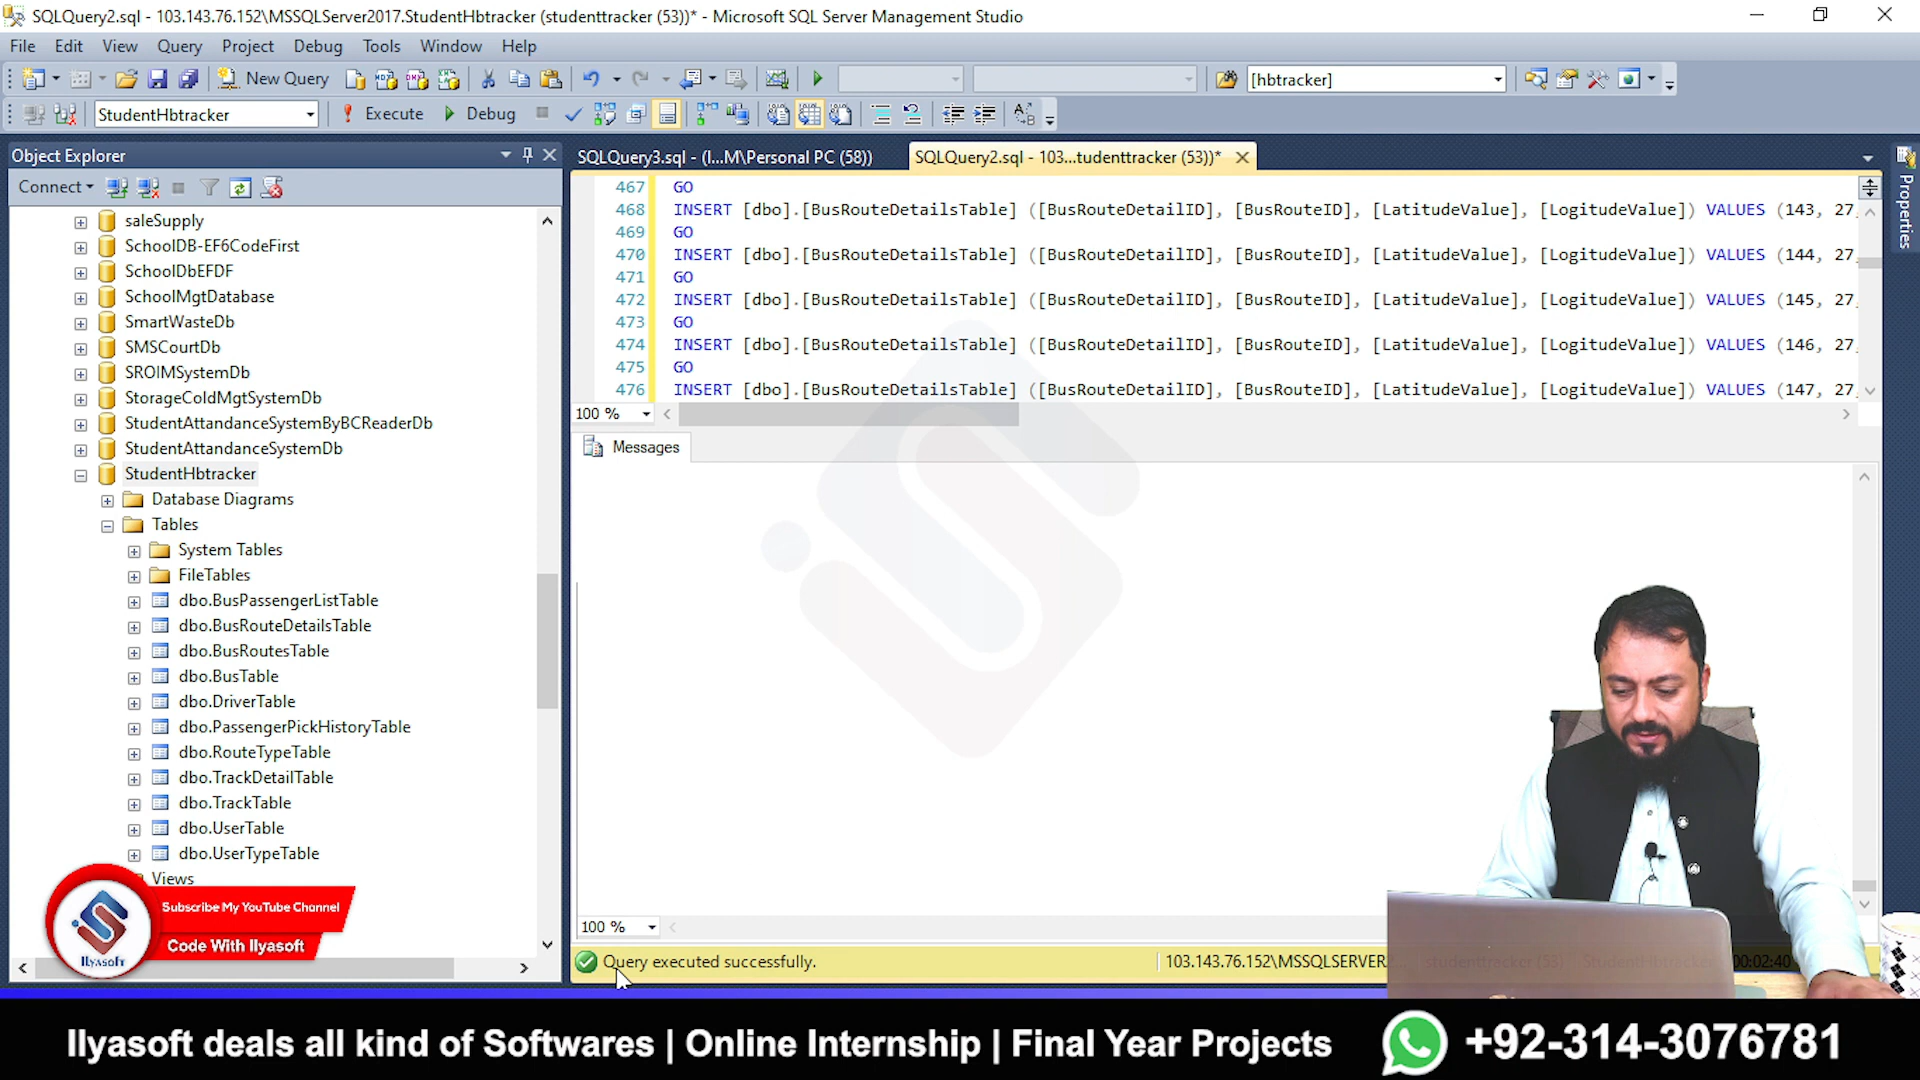 SQLQuery2.sql - 103.143.76.152\MSSQLServer2017.StudentHbtracker (studenttracker (53))* - Microsoft SQL Server Management Studio
File Edit View Query Project Debug Tools Window Help
New Query [hbtracker]
StudentHbtracker Execute Debug
Object Explorer
Connect
saleSupply
SchoolDB-EF6CodeFirst
SchoolDbEFDF
SchoolMgtDatabase
SmartWasteDb
SMSCourtDb
SROIMSystemDb
StorageColdMgtSystemDb
StudentAttandanceSystemByBCReaderDb
StudentAttandanceSystemDb
StudentHbtracker
Database Diagrams
Tables
System Tables
FileTables
dbo.BusPassengerListTable
dbo.BusRouteDetailsTable
dbo.BusRoutesTable
dbo.BusTable
dbo.DriverTable
dbo.PassengerPickHistoryTable
dbo.RouteTypeTable
dbo.TrackDetailTable
dbo.TrackTable
dbo.UserTable
dbo.UserTypeTable
Views
SQLQuery3.sql - (l...M\Personal PC (58)) SQLQuery2.sql - 103...tudenttracker (53))*
467 GO
468 INSERT [dbo].[BusRouteDetailsTable] ([BusRouteDetailID], [BusRouteID], [LatitudeValue], [LogitudeValue]) VALUES (143, 27,
469 GO
470 INSERT [dbo].[BusRouteDetailsTable] ([BusRouteDetailID], [BusRouteID], [LatitudeValue], [LogitudeValue]) VALUES (144, 27,
471 GO
472 INSERT [dbo].[BusRouteDetailsTable] ([BusRouteDetailID], [BusRouteID], [LatitudeValue], [LogitudeValue]) VALUES (145, 27,
473 GO
474 INSERT [dbo].[BusRouteDetailsTable] ([BusRouteDetailID], [BusRouteID], [LatitudeValue], [LogitudeValue]) VALUES (146, 27,
475 GO
476 INSERT [dbo].[BusRouteDetailsTable] ([BusRouteDetailID], [BusRouteID], [LatitudeValue], [LogitudeValue]) VALUES (147, 27,
100 %
Messages
100 %
Query executed successfully. 103.143.76.152\MSSQLSERVER2... studenttracker (53) StudentHbtracker 00:02:40
Properties
Subscribe My YouTube Channel
Code With Ilyasoft
Ilyasoft
Ilyasoft deals all kind of Softwares | Online Internship | Final Year Projects +92-314-3076781